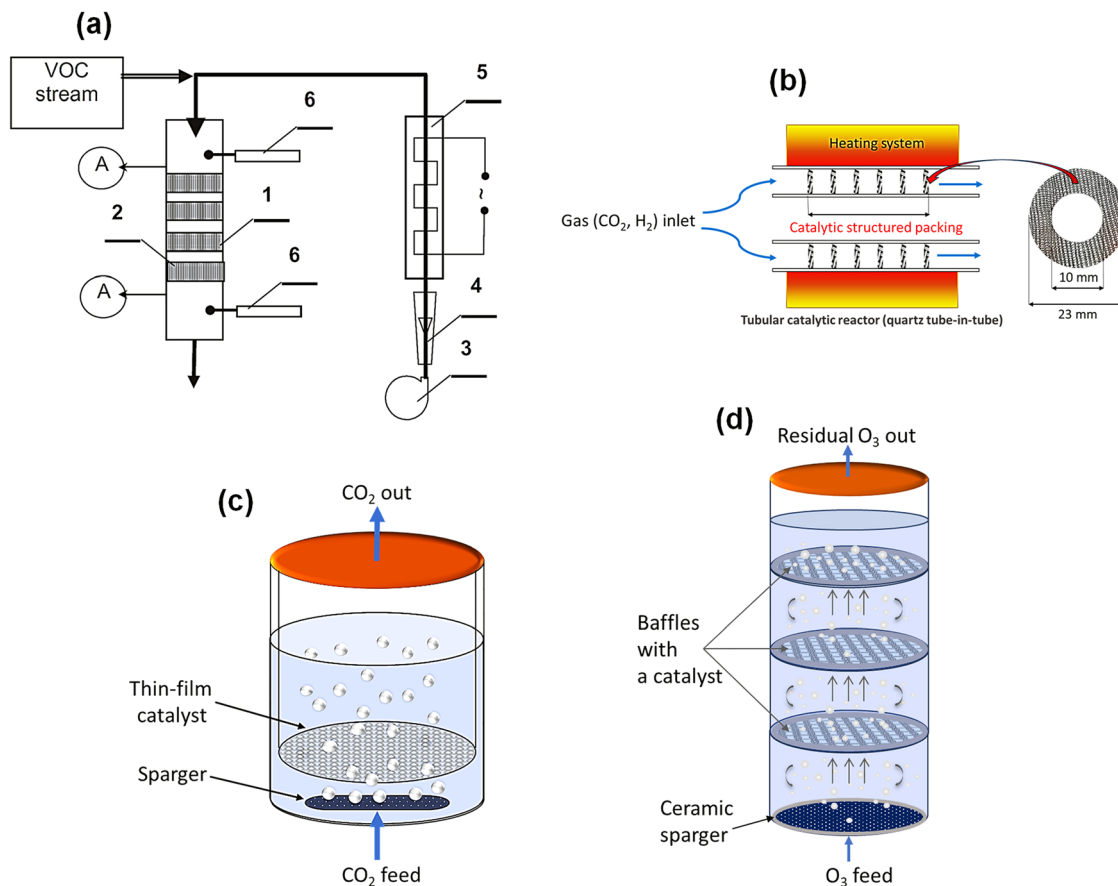 (a)
VOC
stream
5
6
A
2
1
4
6
A
3
(b)
Heating system
Gas (CO₂, H₂) inlet
Catalytic structured packing
10 mm
23 mm
Tubular catalytic reactor (quartz tube-in-tube)
~
(c)
CO₂ out
Thin-film
catalyst
Sparger
CO₂ feed
(d)
Residual O₃ out
Baffles
with
a catalyst
Ceramic
sparger
O₃ feed